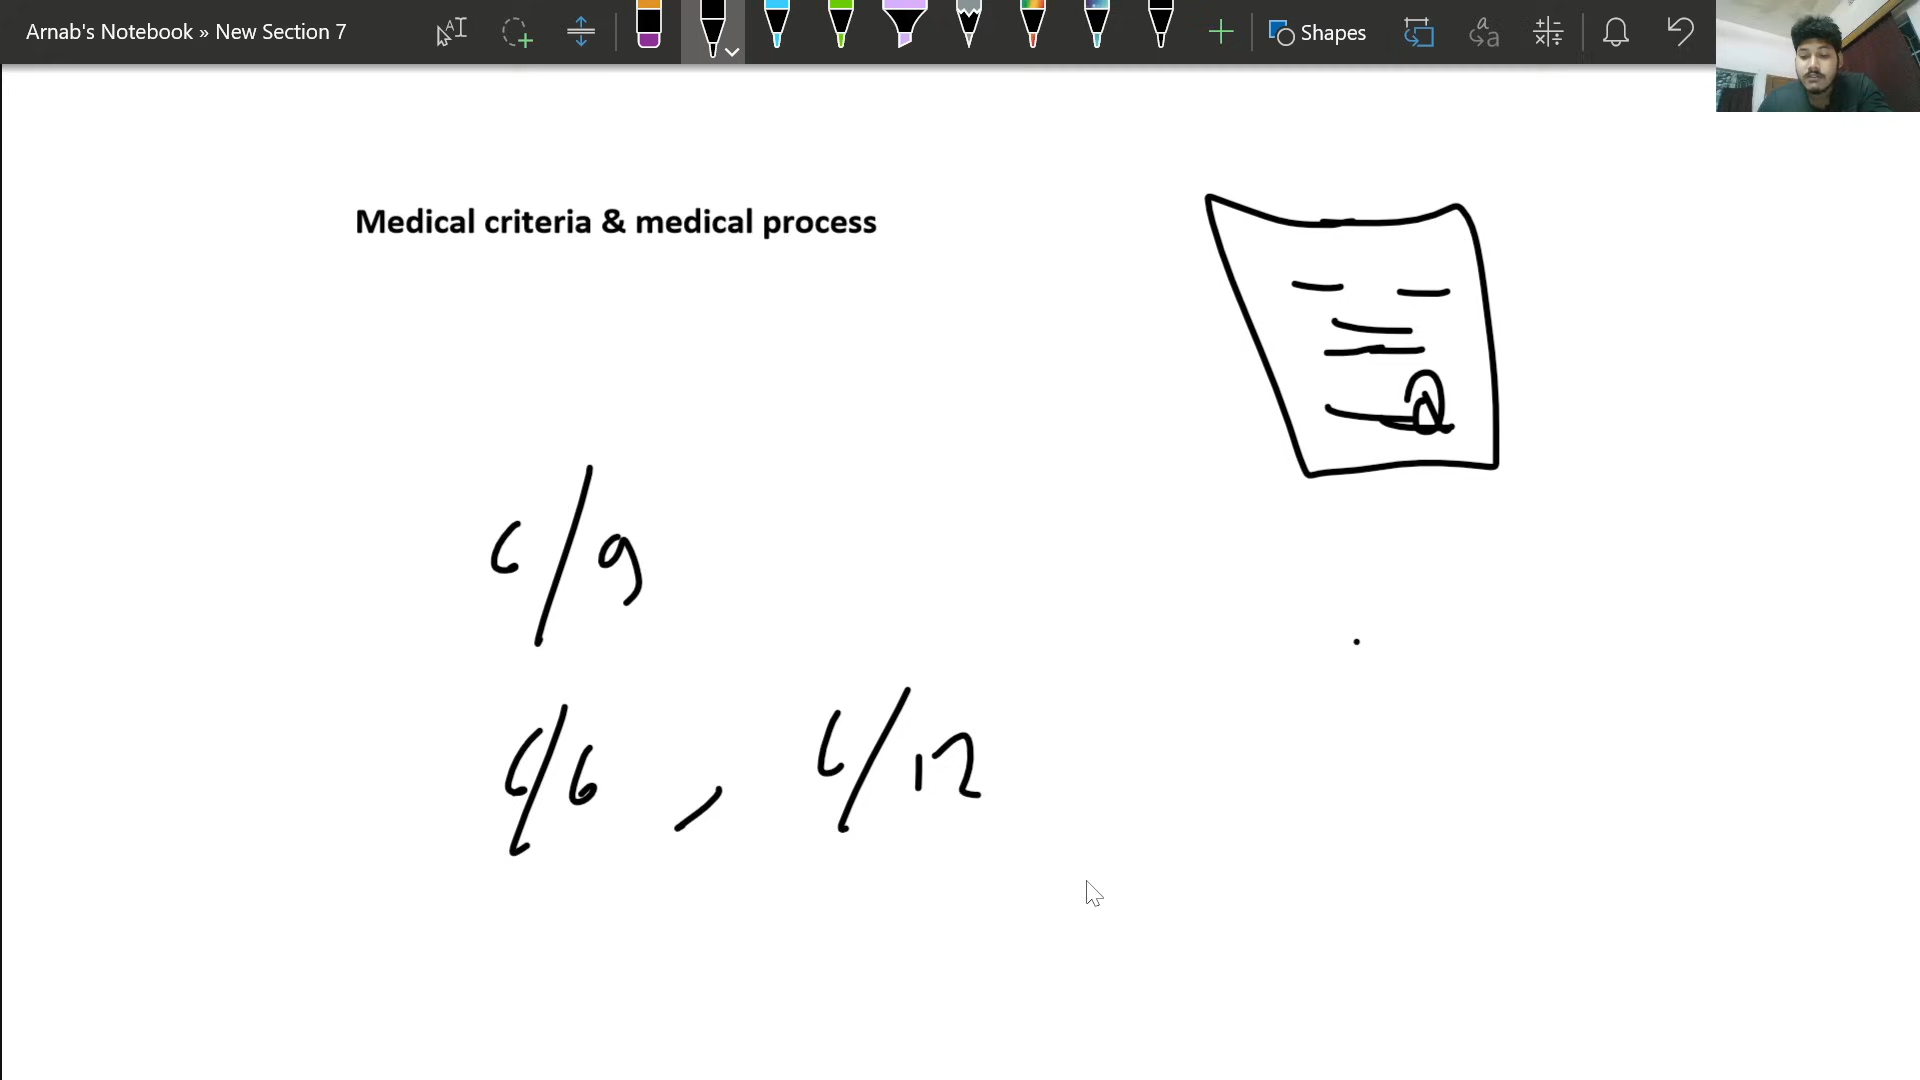 Arnab's Notebook » New Section 7
Shapes
Medical criteria & medical process
6/9
6/6 , 6/12